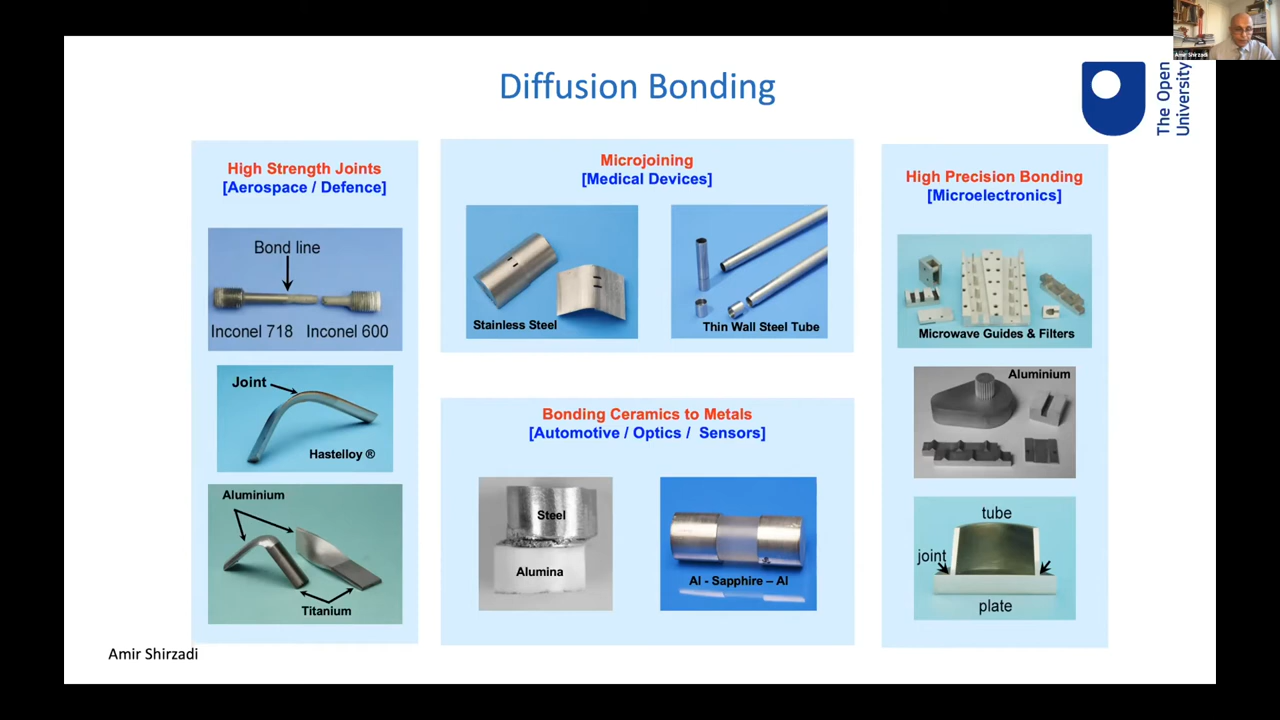 Amir Shirzadi
Diffusion Bonding
The Open
University
High Strength Joints
[Aerospace / Defence]
Bond line
Inconel 718
Inconel 600
Joint
Hastelloy ®
Aluminium
Titanium
Microjoining
[Medical Devices]
Stainless Steel
Thin Wall Steel Tube
Bonding Ceramics to Metals
[Automotive / Optics /  Sensors]
Steel
Alumina
Al - Sapphire – Al
High Precision Bonding
[Microelectronics]
Microwave Guides & Filters
Aluminium
tube
joint
plate
Amir Shirzadi